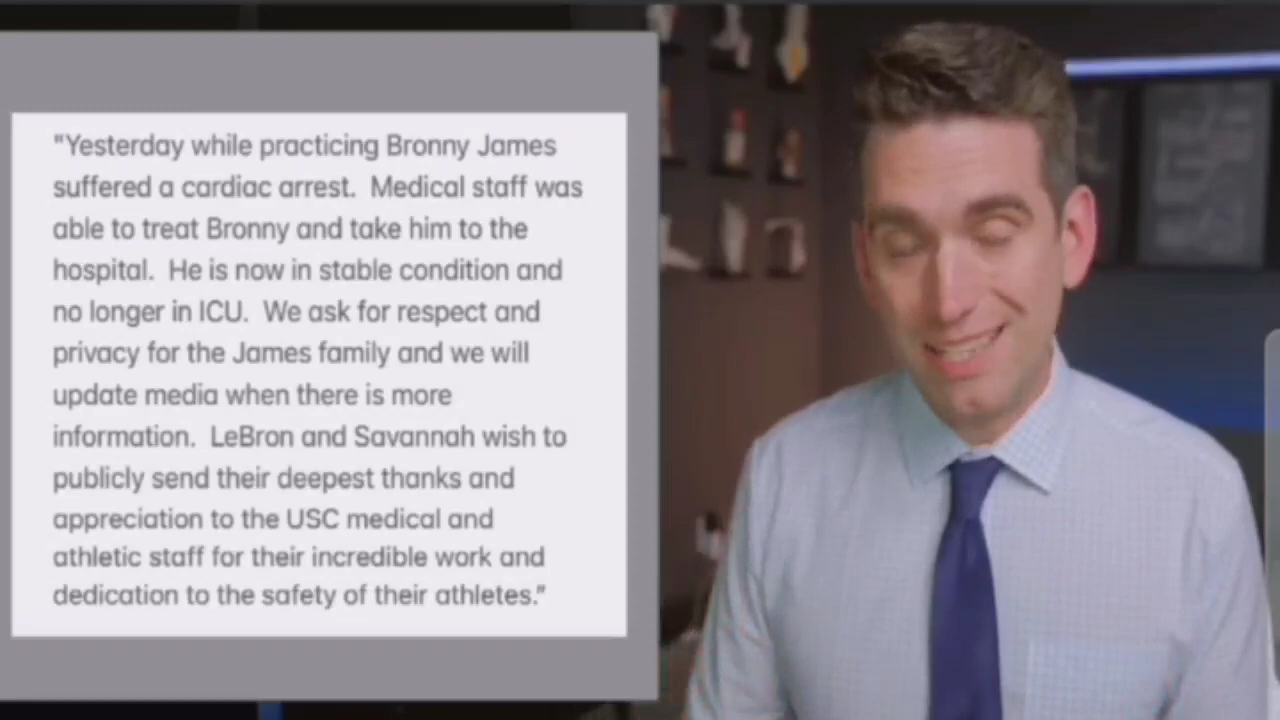 "Yesterday while practicing Bronny James
suffered a cardiac arrest.  Medical staff was
able to treat Bronny and take him to the
hospital.  He is now in stable condition and
no longer in ICU.  We ask for respect and
privacy for the James family and we will
update media when there is more
information.  LeBron and Savannah wish to
publicly send their deepest thanks and
appreciation to the USC medical and
athletic staff for their incredible work and
dedication to the safety of their athletes."